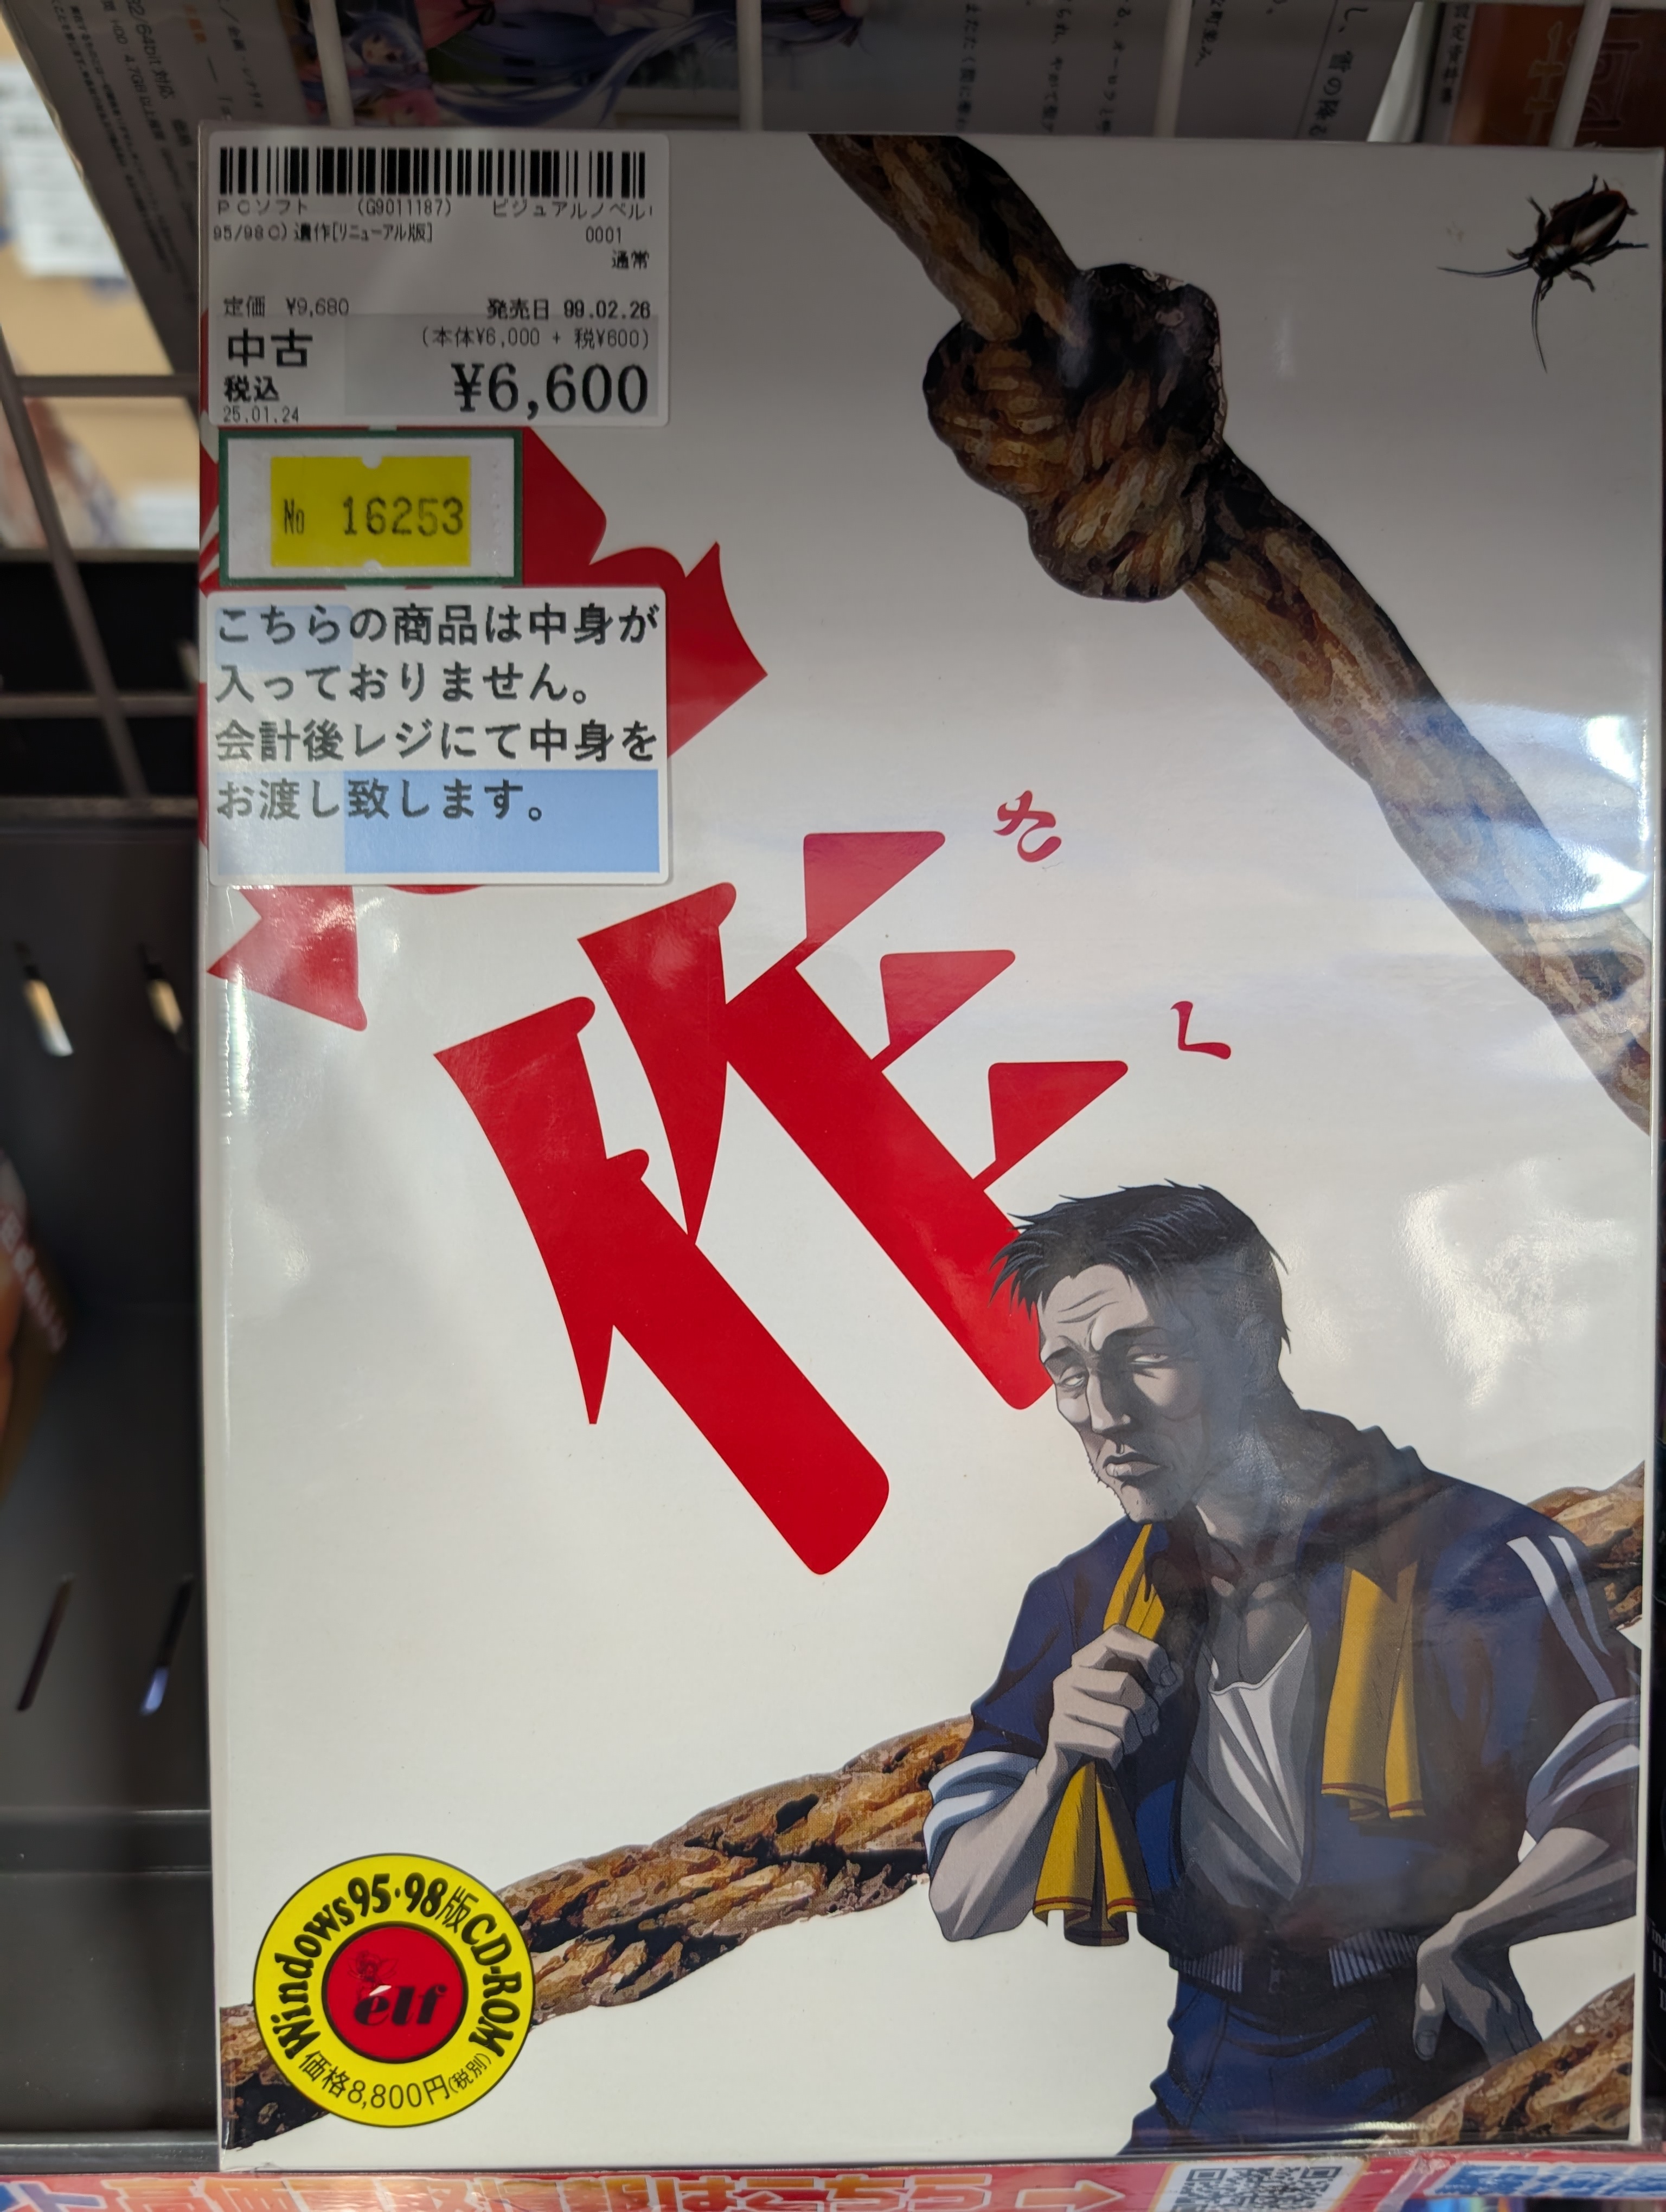 PCソフト (G9011187) ビジュアルノベル
95/98C) 遺作[リニューアル版] 0001
通常
定価 ¥9,680 発売日 99.02.26
中古 (本体¥6,000 + 税¥600)
税込 ¥6,600
25.01.24
№ 16253
こちらの商品は中身が
入っておりません。
会計後レジにて中身を
お渡し致します。
作
さ
く
Windows95・98版CD-ROM
elf
価格8,800円(税別)
32/64bit 対応